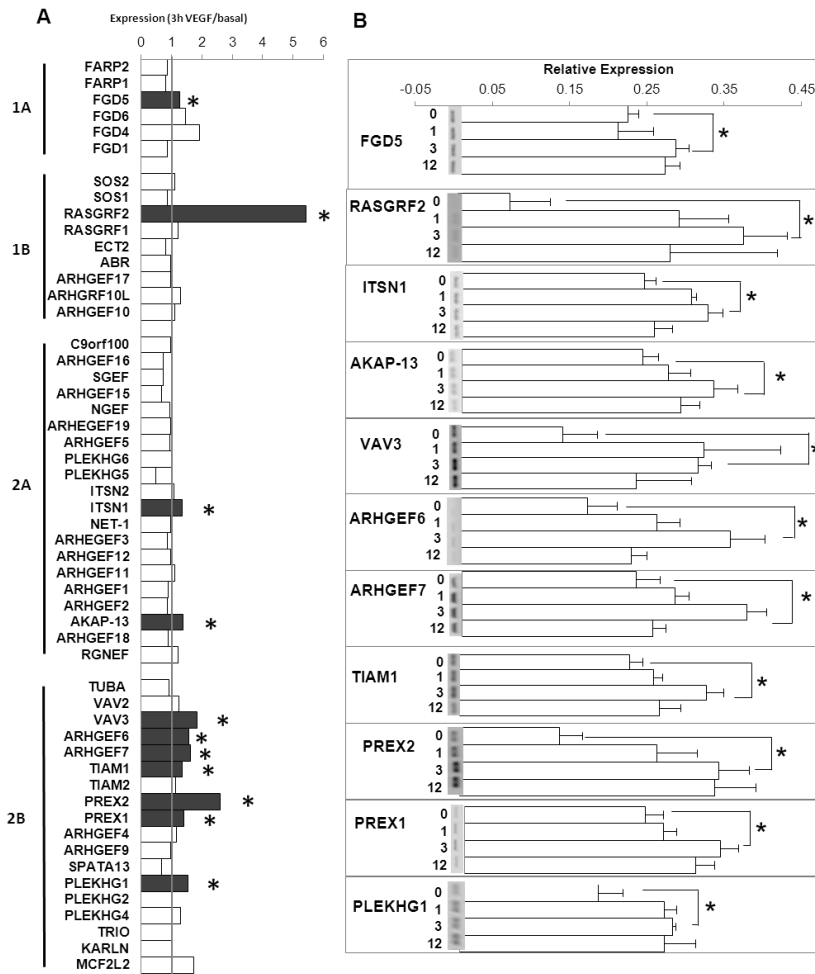 A
Expression (3h VEGF/basal)
0 1 2 3 4 5 6
1A
FARP2
FARP1
FGD5 *
FGD6
FGD4
FGD1
1B
SOS2
SOS1
RASGRF2 *
RASGRF1
ECT2
ABR
ARHGEF17
ARHGRF10L
ARHGEF10
2A
C9orf100
ARHGEF16
SGEF
ARHGEF15
NGEF
ARHEGEF19
ARHGEF5
PLEKHG6
PLEKHG5
ITSN2
ITSN1 *
NET-1
ARHEGEF3
ARHGEF12
ARHGEF11
ARHGEF1
ARHGEF2
AKAP-13 *
ARHGEF18
RGNEF
2B
TUBA
VAV2
VAV3 *
ARHGEF6 *
ARHGEF7 *
TIAM1 *
TIAM2
PREX2 *
PREX1 *
ARHGEF4
ARHGEF9
SPATA13
PLEKHG1 *
PLEKHG2
PLEKHG4
TRIO
KARLN
MCF2L2
B
Relative Expression
-0.05 0.05 0.15 0.25 0.35 0.45
FGD5
0
1
3
12
*
RASGRF2
0
1
3
12
*
ITSN1
0
1
3
12
*
AKAP-13
0
1
3
12
*
VAV3
0
1
3
12
*
ARHGEF6
0
1
3
12
*
ARHGEF7
0
1
3
12
*
TIAM1
0
1
3
12
*
PREX2
0
1
3
12
*
PREX1
0
1
3
12
*
PLEKHG1
0
1
3
12
*